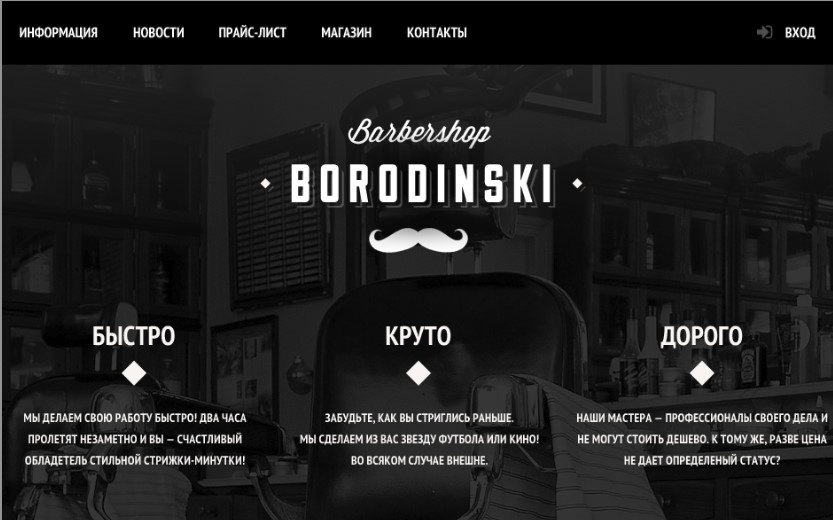 ИНФОРМАЦИЯ НОВОСТИ ПРАЙС-ЛИСТ МАГАЗИН КОНТАКТЫ ВХОД
Barbershop
BORODINSKI
БЫСТРО
МЫ ДЕЛАЕМ СВОЮ РАБОТУ БЫСТРО! ДВА ЧАСА
ПРОЛЕТЯТ НЕЗАМЕТНО И ВЫ — СЧАСТЛИВЫЙ
ОБЛАДЕТЕЛЬ СТИЛЬНОЙ СТРИЖКИ-МИНУТКИ!
КРУТО
ЗАБУДЬТЕ, КАК ВЫ СТРИГЛИСЬ РАНЬШЕ.
МЫ СДЕЛАЕМ ИЗ ВАС ЗВЕЗДУ ФУТБОЛА ИЛИ КИНО!
ВО ВСЯКОМ СЛУЧАЕ ВНЕШНЕ.
ДОРОГО
НАШИ МАСТЕРА — ПРОФЕССИОНАЛЫ СВОЕГО ДЕЛА И
НЕ МОГУТ СТОИТЬ ДЕШЕВО. К ТОМУ ЖЕ, РАЗВЕ ЦЕНА
НЕ ДАЕТ ОПРЕДЕЛЕНЫЙ СТАТУС?